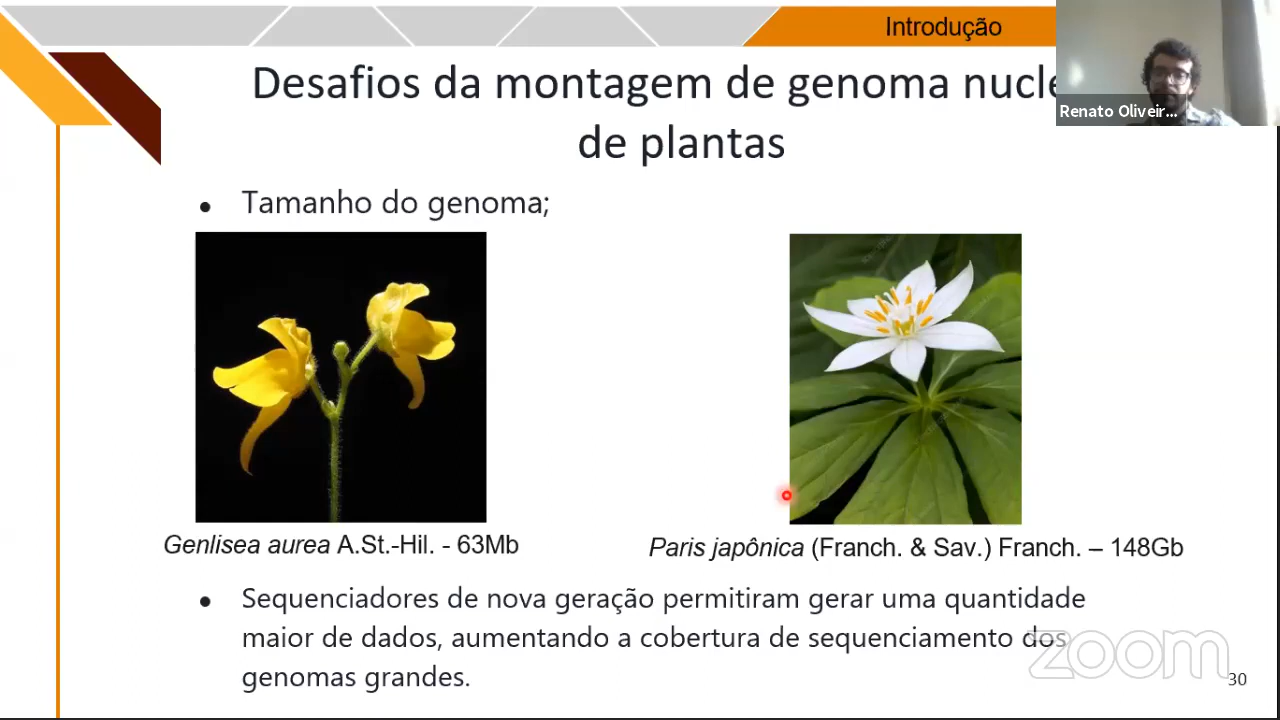 Introdução
Desafios da montagem de genoma
de plantas
Renato Oliveir...
● Tamanho do genoma;
Genlisea aurea A.St.-Hil. - 63Mb
Paris japônica (Franch. & Sav.) Franch. – 148Gb
● Sequenciadores de nova geração permitiram gerar uma quantidade
maior de dados, aumentando a cobertura de sequenciamento dos
genomas grandes.
zoom
30